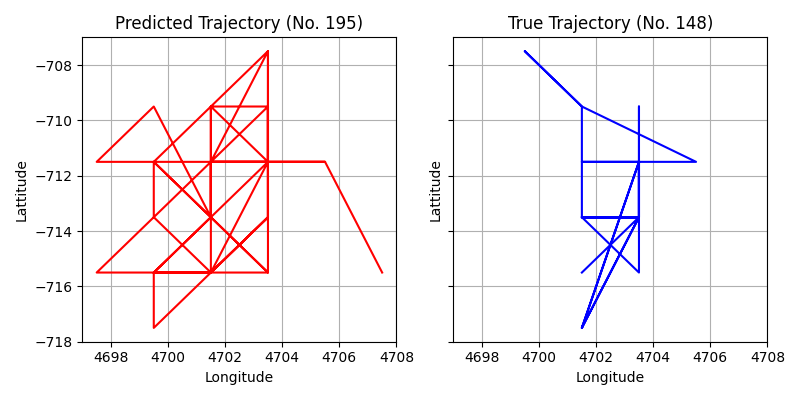 Predicted Trajectory (No. 195)
True Trajectory (No. 148)
Lattitude
−708
−710
−712
−714
−716
−718
4698 4700 4702 4704 4706 4708
Longitude
Lattitude
4698 4700 4702 4704 4706 4708
Longitude